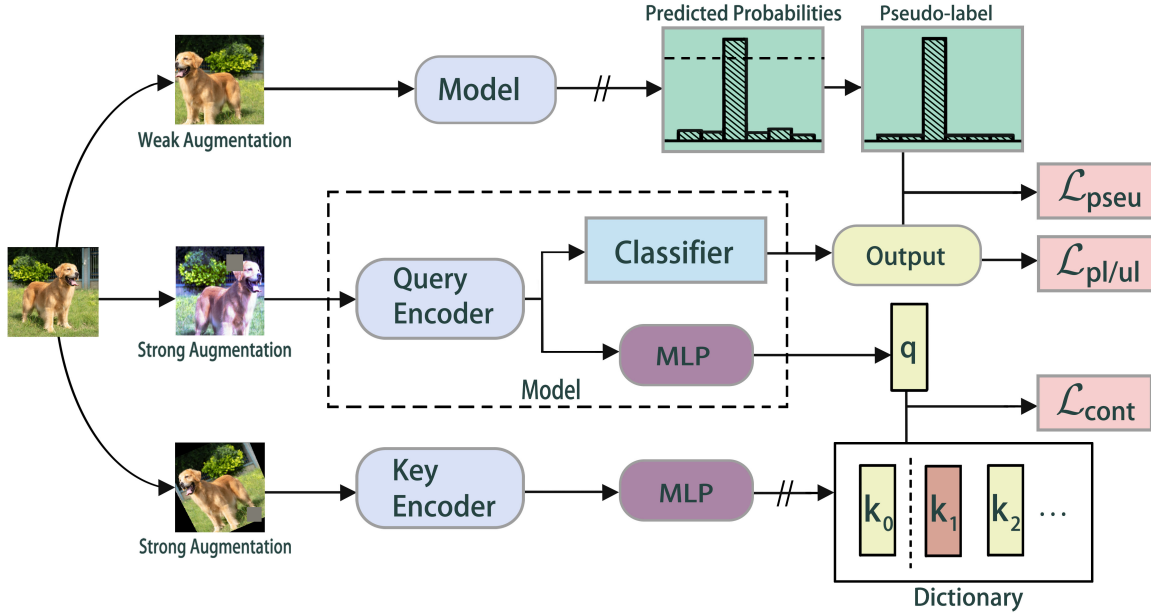 Predicted Probabilities
Pseudo-label
Model
Weak Augmentation
ℒpseu
Classifier
Output
ℒpl/ul
Query
Encoder
Strong Augmentation
MLP
q
Model
ℒcont
Key
Encoder
MLP
k0
k1
k2
...
Strong Augmentation
Dictionary